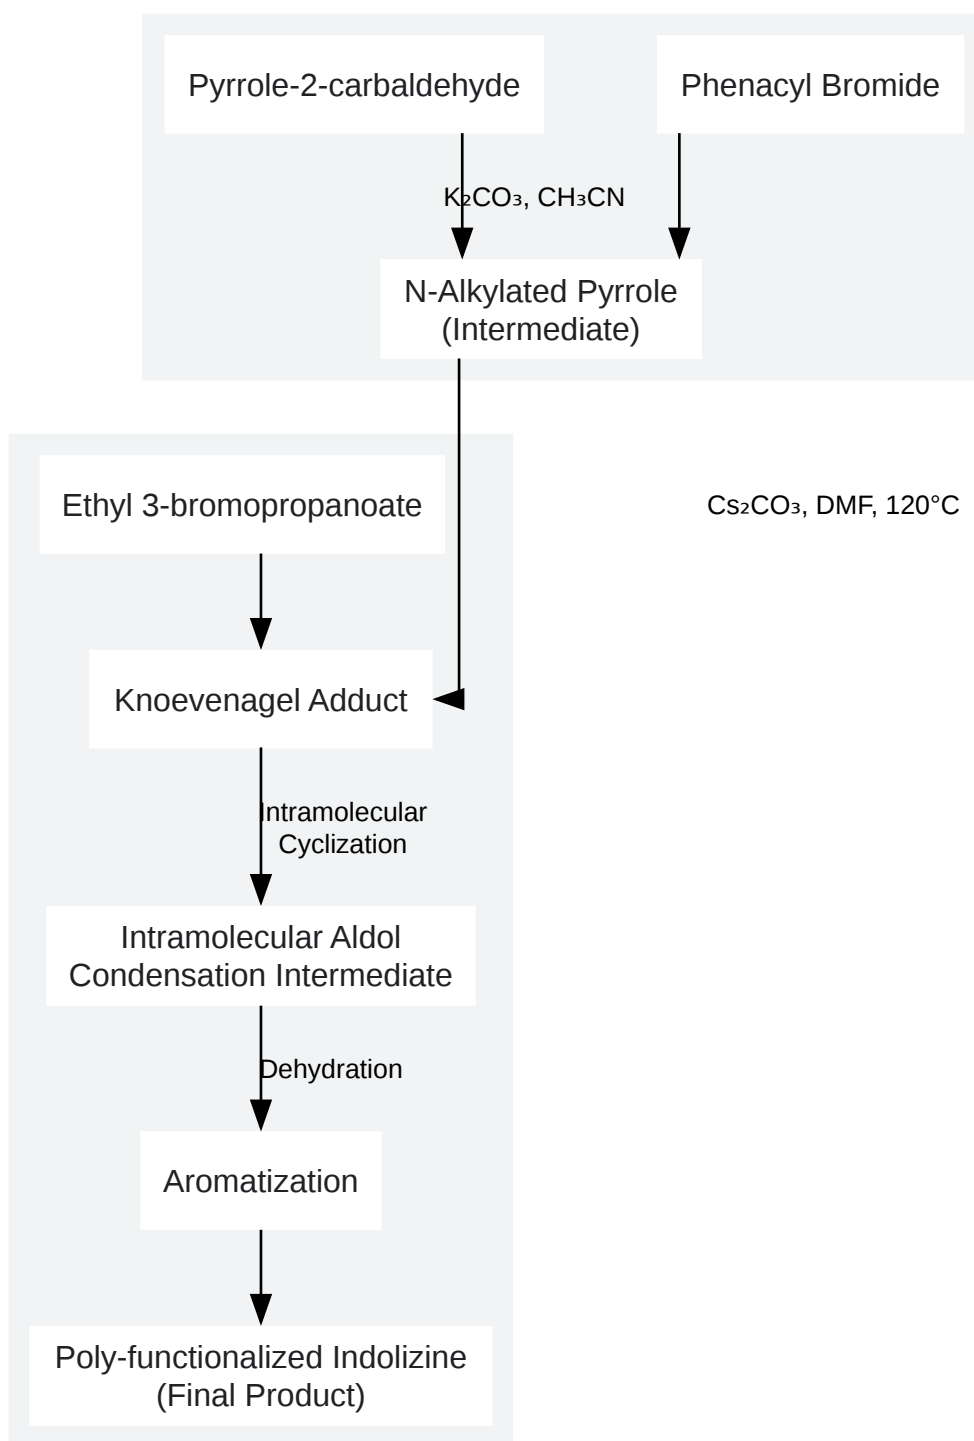 Pyrrole-2-carbaldehyde
Phenacyl Bromide
K₂CO₃, CH₃CN
N-Alkylated Pyrrole
(Intermediate)
Ethyl 3-bromopropanoate
Cs₂CO₃, DMF, 120°C
Knoevenagel Adduct
Intramolecular
Cyclization
Intramolecular Aldol
Condensation Intermediate
Dehydration
Aromatization
Poly-functionalized Indolizine
(Final Product)